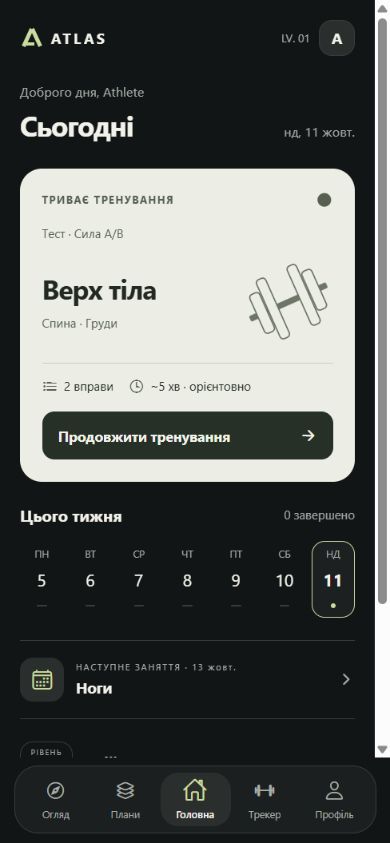 ATLAS
LV. 01
A
Доброго дня, Athlete
Сьогодні
нд, 11 жовт.
ТРИВАЄ ТРЕНУВАННЯ
Тест · Сила А/В
Верх тіла
Спина · Груди
2 вправи
~5 хв · орієнтовно
Продовжити тренування
Цього тижня
0 завершено
ПН ВТ СР ЧТ ПТ СБ НД
5 6 7 8 9 10 11
НАСТУПНЕ ЗАНЯТТЯ · 13 жовт.
Ноги
РІВЕНЬ
Огляд
Плани
Головна
Трекер
Профіль